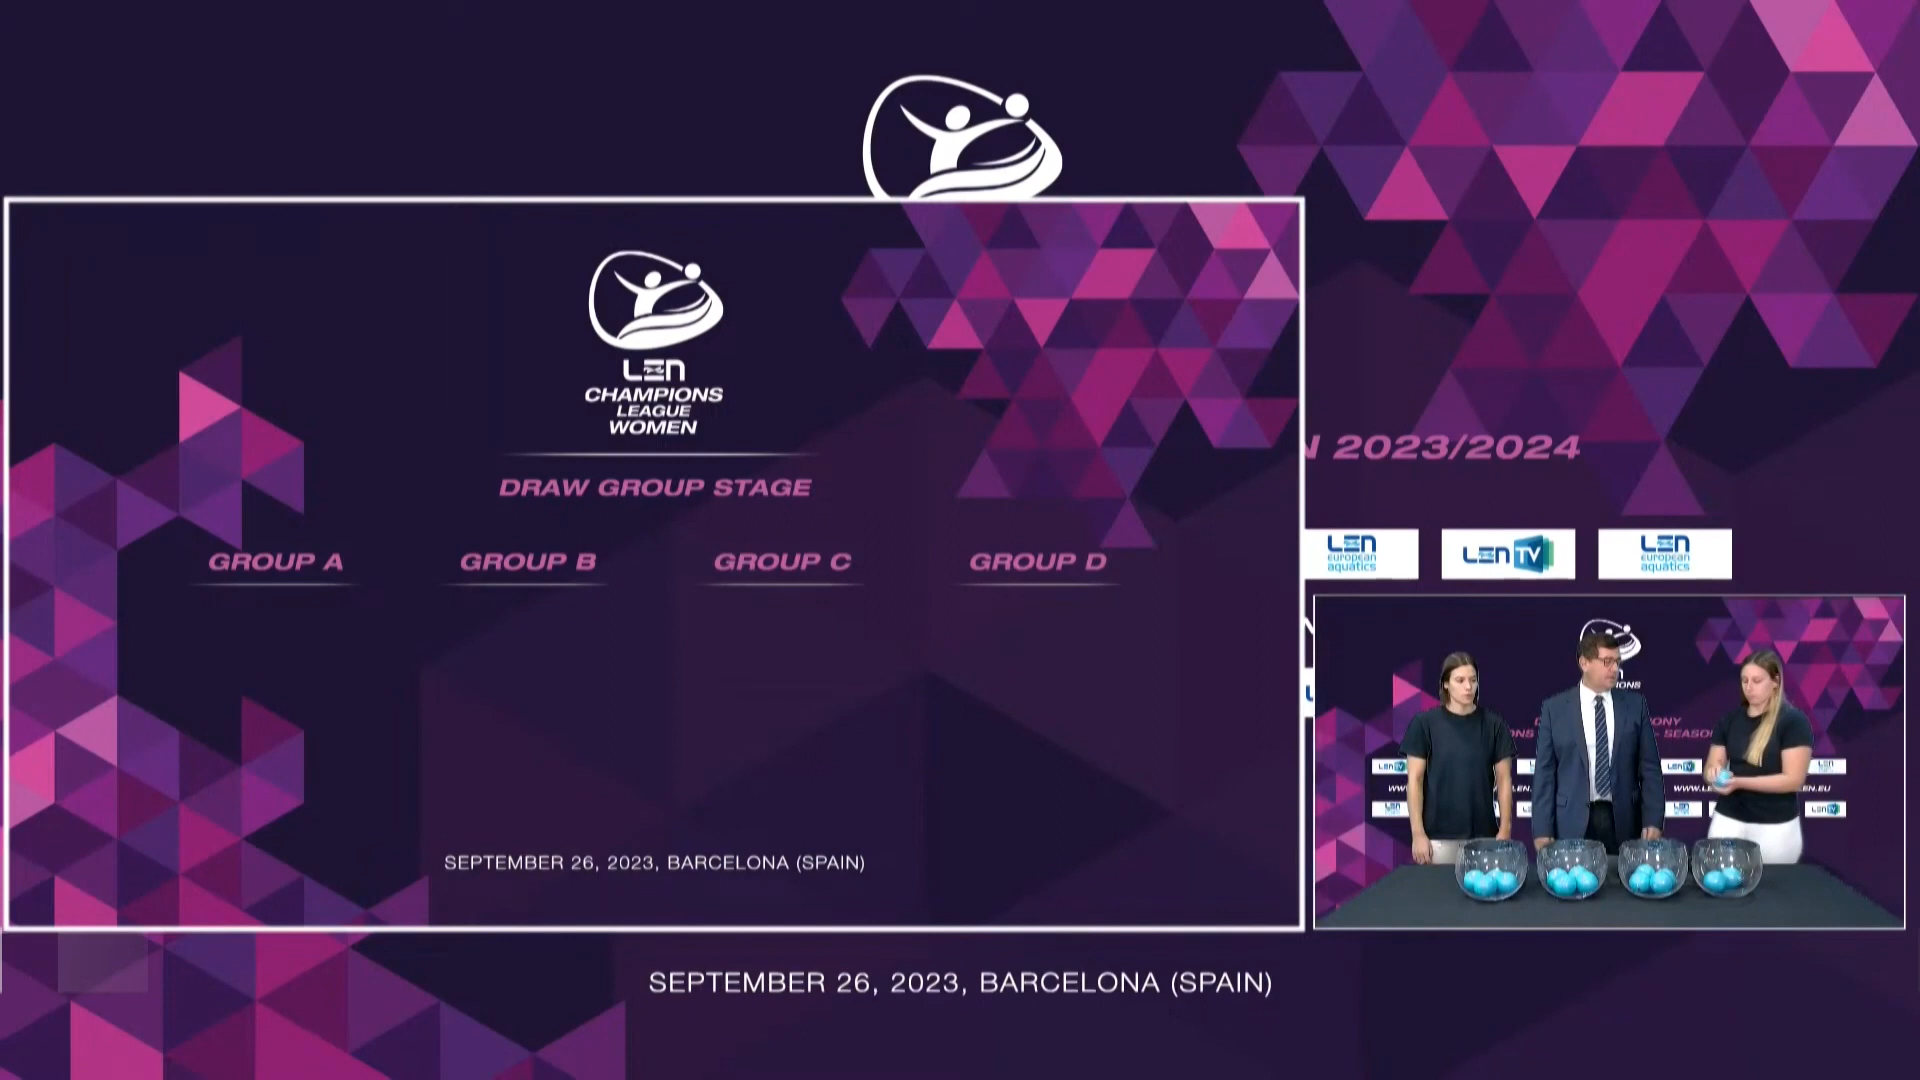 LEN
CHAMPIONS
LEAGUE
WOMEN
DRAW GROUP STAGE
GROUP A
GROUP B
GROUP C
GROUP D
SEPTEMBER 26, 2023, BARCELONA (SPAIN)
N 2023/2024
LEN
european
aquatics
LEN TV
LEN
european
aquatics
SEPTEMBER 26, 2023, BARCELONA (SPAIN)